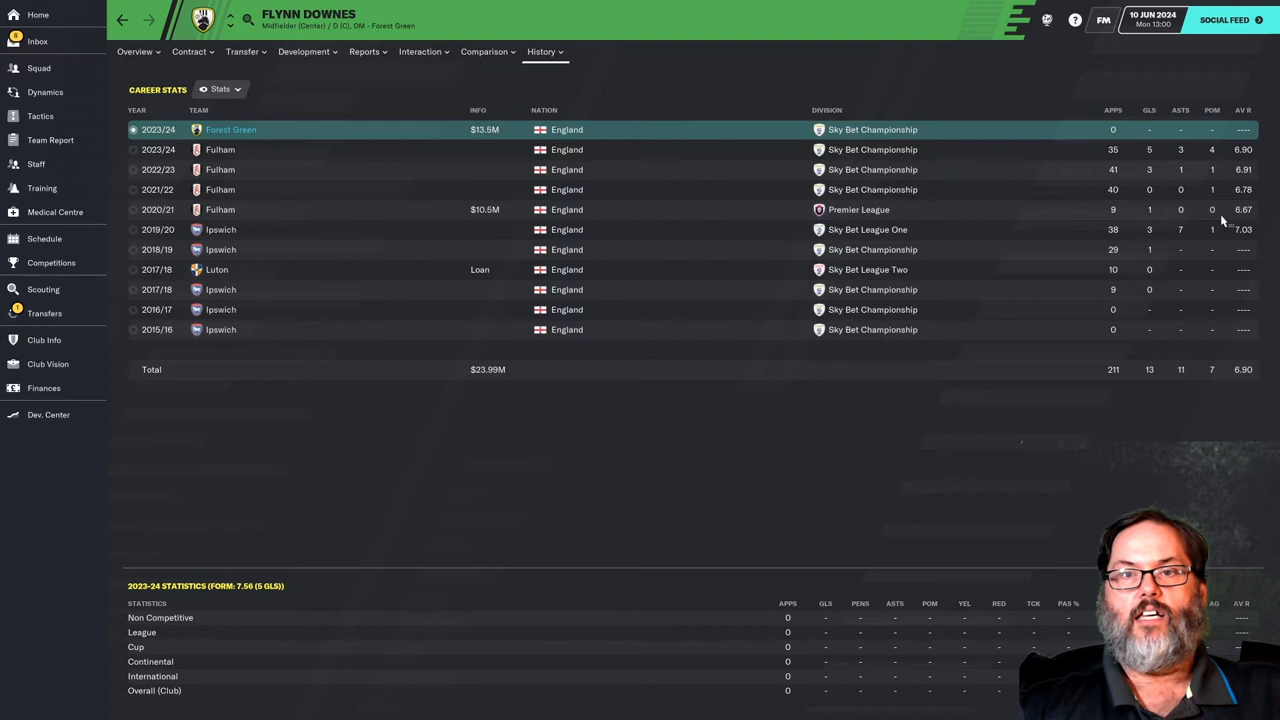 Home
FLYNN DOWNES
Midfielder (Center) / D (C), DM - Forest Green
FM
10 JUN 2024
Mon 13:00
SOCIAL FEED
8
Inbox
Squad
Dynamics
Tactics
Team Report
Staff
Training
Medical Centre
Schedule
Competitions
Scouting
1
Transfers
Club Info
Club Vision
Finances
Dev. Center
Overview Contract Transfer Development Reports Interaction Comparison History
CAREER STATS Stats
YEAR TEAM INFO NATION DIVISION APPS GLS ASTS POM AV R
2023/24 Forest Green $13.5M England Sky Bet Championship 0 - - - ----
2023/24 Fulham England Sky Bet Championship 35 5 3 4 6.90
2022/23 Fulham England Sky Bet Championship 41 3 1 1 6.91
2021/22 Fulham England Sky Bet Championship 40 0 0 1 6.78
2020/21 Fulham $10.5M England Premier League 9 1 0 0 6.67
2019/20 Ipswich England Sky Bet League One 38 3 7 1 7.03
2018/19 Ipswich England Sky Bet Championship 29 1 - - ----
2017/18 Luton Loan England Sky Bet League Two 10 0 - - ----
2017/18 Ipswich England Sky Bet Championship 9 0 - - ----
2016/17 Ipswich England Sky Bet Championship 0 - - - ----
2015/16 Ipswich England Sky Bet Championship 0 - - - ----
Total $23.99M 211 13 11 7 6.90
2023-24 STATISTICS (FORM: 7.56 (5 GLS))
STATISTICS APPS GLS PENS ASTS POM YEL RED TCK PAS % AG AV R
Non Competitive 0 - - - - - - - - - ----
League 0 - - - - - - - - - ----
Cup 0 - - - - - - - -
Continental 0 - - - - - - - -
International 0 - - - - - - -
Overall (Club) 0 - - - - - - -